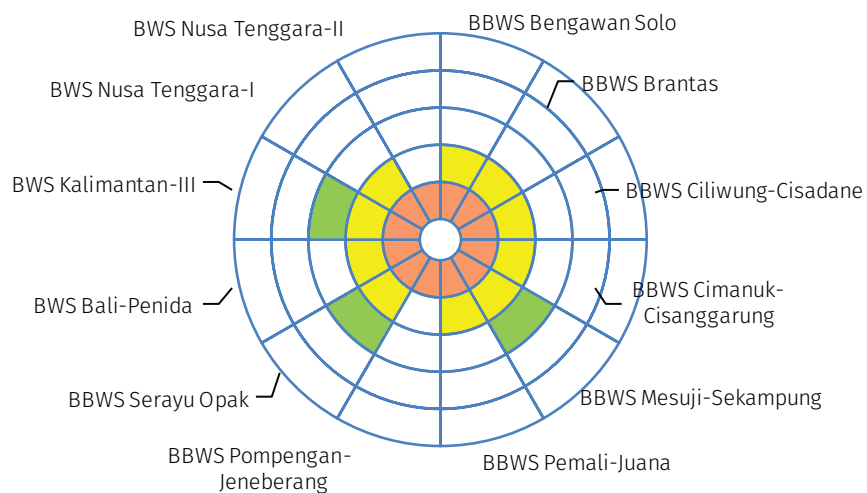 BWS Nusa Tenggara-II
BBWS Bengawan Solo
BWS Nusa Tenggara-I
BBWS Brantas
BWS Kalimantan-III
BBWS Ciliwung-Cisadane
BWS Bali-Penida
BBWS Cimanuk-
Cisanggarung
BBWS Serayu Opak
BBWS Mesuji-Sekampung
BBWS Pompengan-
Jeneberang
BBWS Pemali-Juana